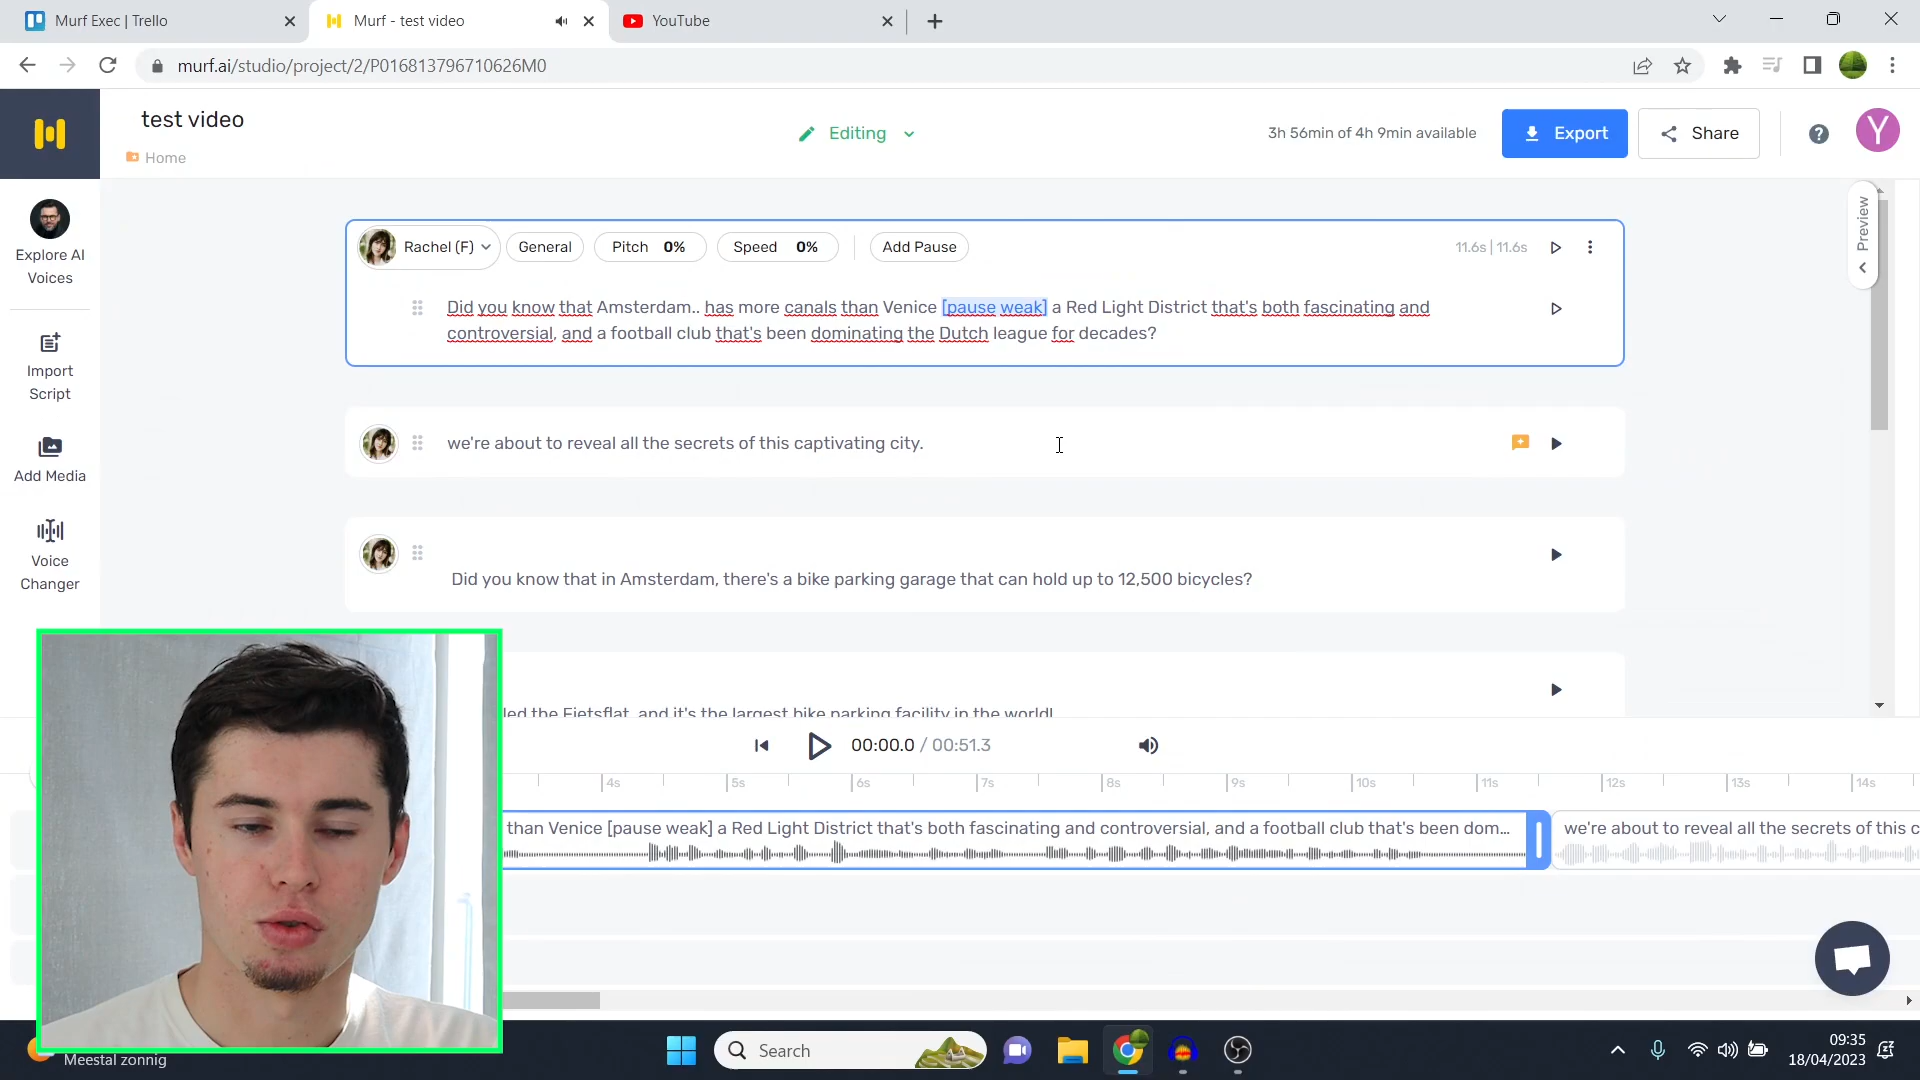 Murf Exec | Trello
Murf - test video
YouTube
murf.ai/studio/project/2/P016813796710626M0
test video
Home
Editing
3h 56min of 4h 9min available
Export
Share
Y
Explore AI
Voices
Import
Script
Add Media
Voice
Changer
Preview
Rachel (F)
General
Pitch 0%
Speed 0%
Add Pause
11.6s | 11.6s
Did you know that Amsterdam.. has more canals than Venice [pause weak] a Red Light District that's both fascinating and
controversial, and a football club that's been dominating the Dutch league for decades?
we're about to reveal all the secrets of this captivating city.
Did you know that in Amsterdam, there's a bike parking garage that can hold up to 12,500 bicycles?
led the Fietsflat, and it's the largest bike parking facility in the world!
00:00.0 / 00:51.3
4s 5s 6s 7s 8s 9s 10s 11s 12s 13s 14s
than Venice [pause weak] a Red Light District that's both fascinating and controversial, and a football club that's been dom...
we're about to reveal all the secrets of this c
Meestal zonnig
Search
09:35
18/04/2023